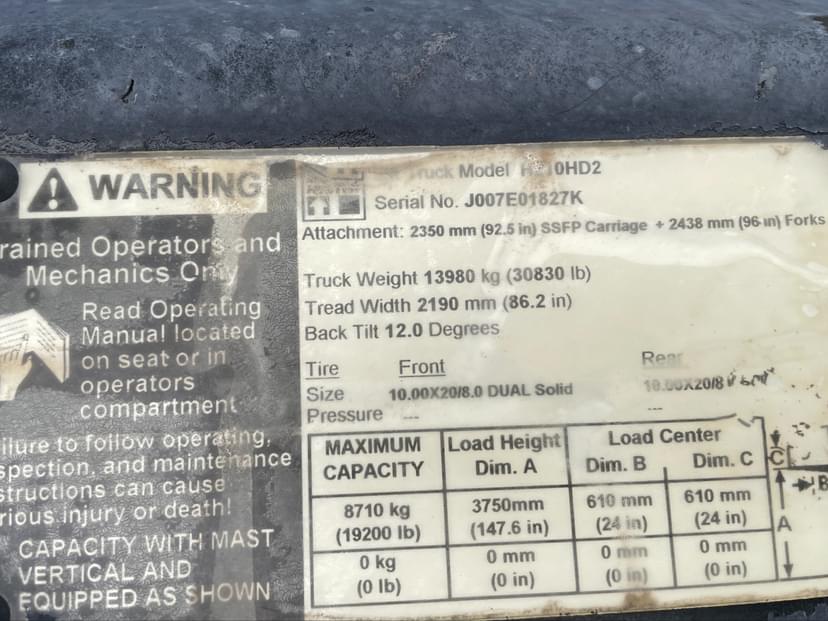 WARNING
rained Operators and
Mechanics Only
Read Operating
Manual located
on seat or in
operators
compartment
ilure to follow operating,
spection, and maintenance
structions can cause
rious injury or death!
CAPACITY WITH MAST
VERTICAL AND
EQUIPPED AS SHOWN
Truck Model 10HD2
Serial No. J007E01827K
Attachment: 2350 mm (92.5 in) SSFP Carriage + 2438 mm (96 in) Forks
Truck Weight 13980 kg (30830 lb)
Tread Width 2190 mm (86.2 in)
Back Tilt 12.0 Degrees
Tire Front Rear
Size 10.00X20/8.0 DUAL Solid 10.00X20/8
Pressure --- ---
MAXIMUM CAPACITY Load Height Dim. A Load Center Dim. B Dim. C
8710 kg (19200 lb) 3750mm (147.6 in) 610 mm (24 in) 610 mm (24 in)
0 kg (0 lb) 0 mm (0 in) 0 mm (0 in) 0 mm (0 in)
C
B
A